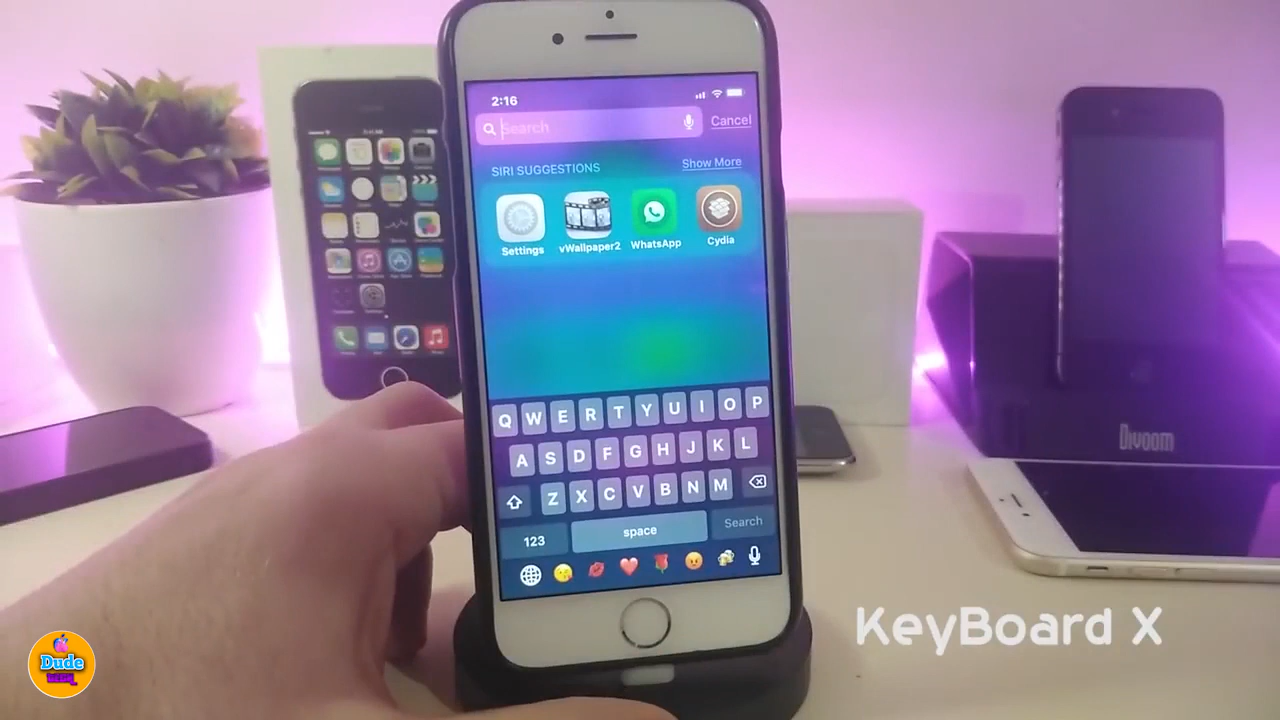 2:16
Search
Cancel
SIRI SUGGESTIONS
Show More
Settings
vWallpaper2
WhatsApp
Cydia
Q W E R T Y U I O P
A S D F G H J K L
Z X C V B N M
123
space
Search
Divoom
KeyBoard X
Dude